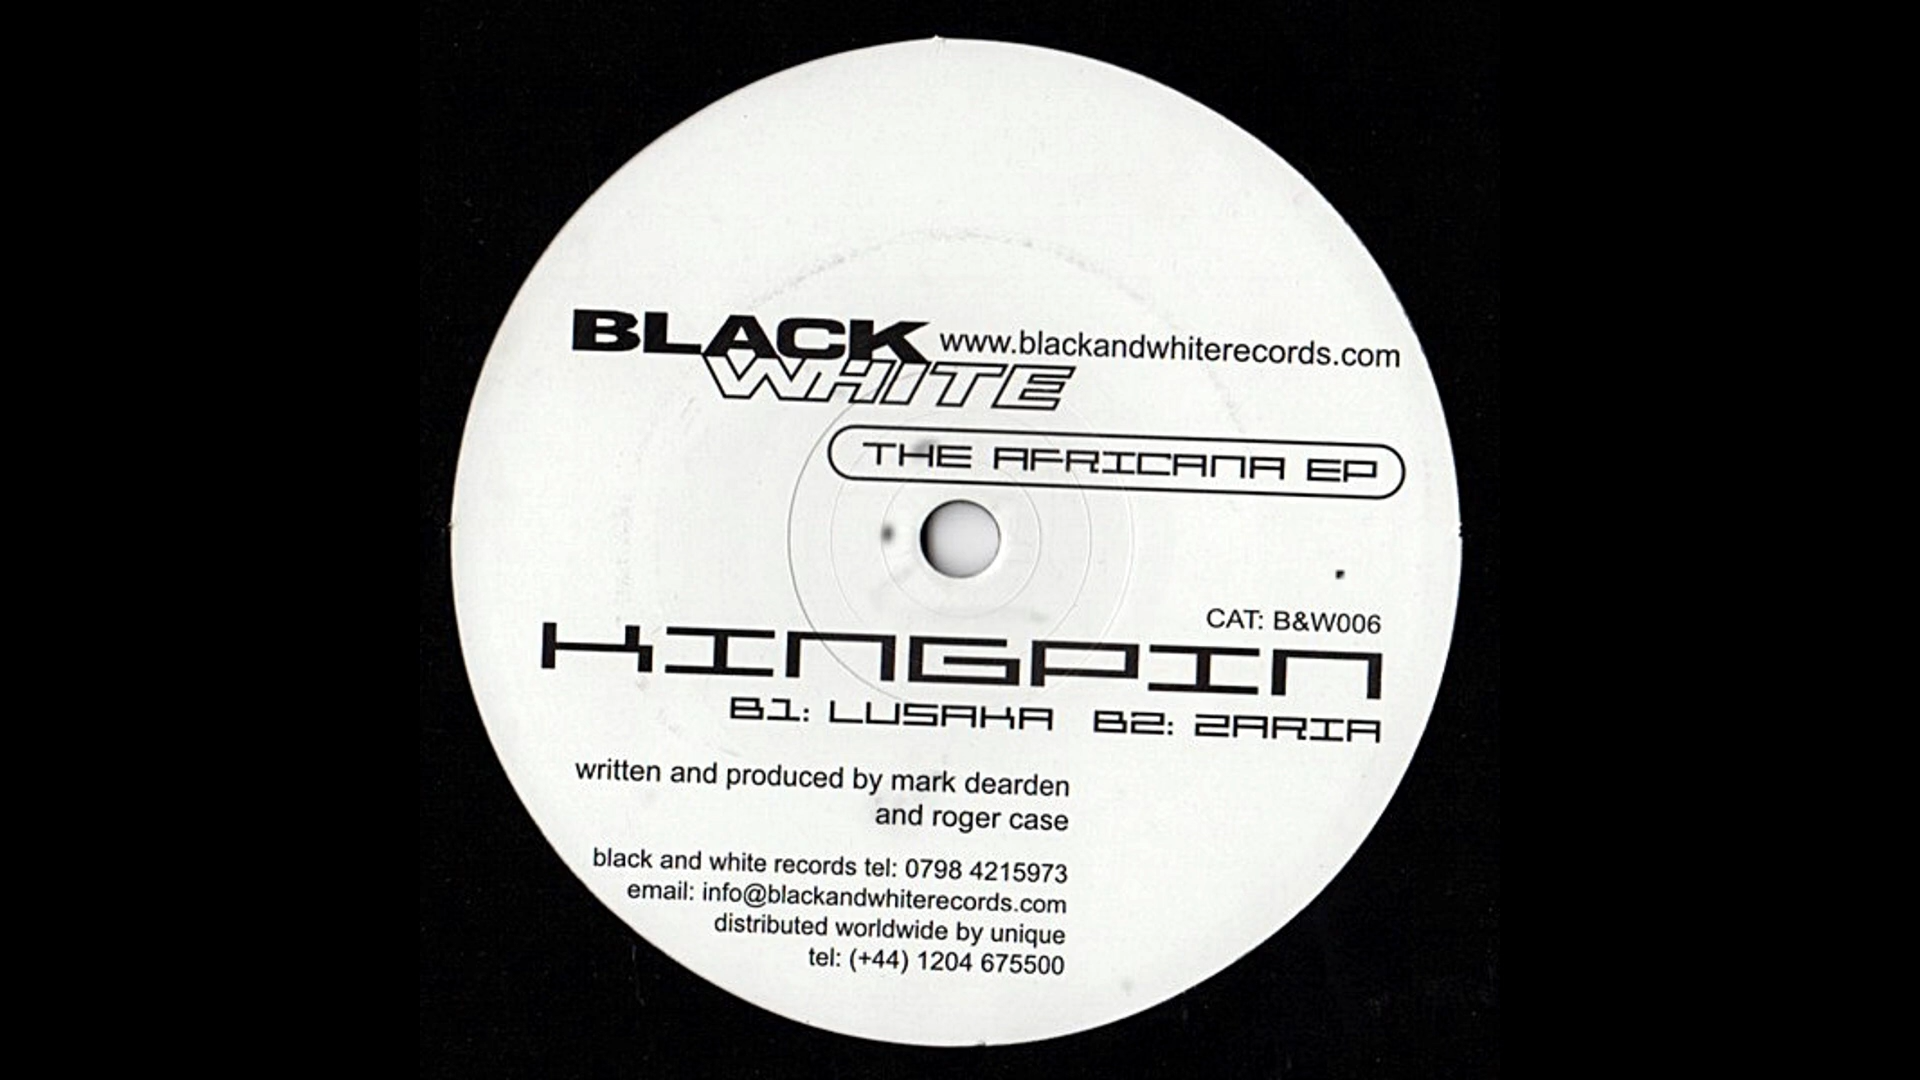 BLACK www.blackandwhiterecords.com
WHITE
THE AFRICANA EP
CAT: B&W006
KINGPIN
B1: LUSAKA B2: ZARIA
written and produced by mark dearden
and roger case
black and white records tel: 0798 4215973
email: info@blackandwhiterecords.com
distributed worldwide by unique
tel: (+44) 1204 675500